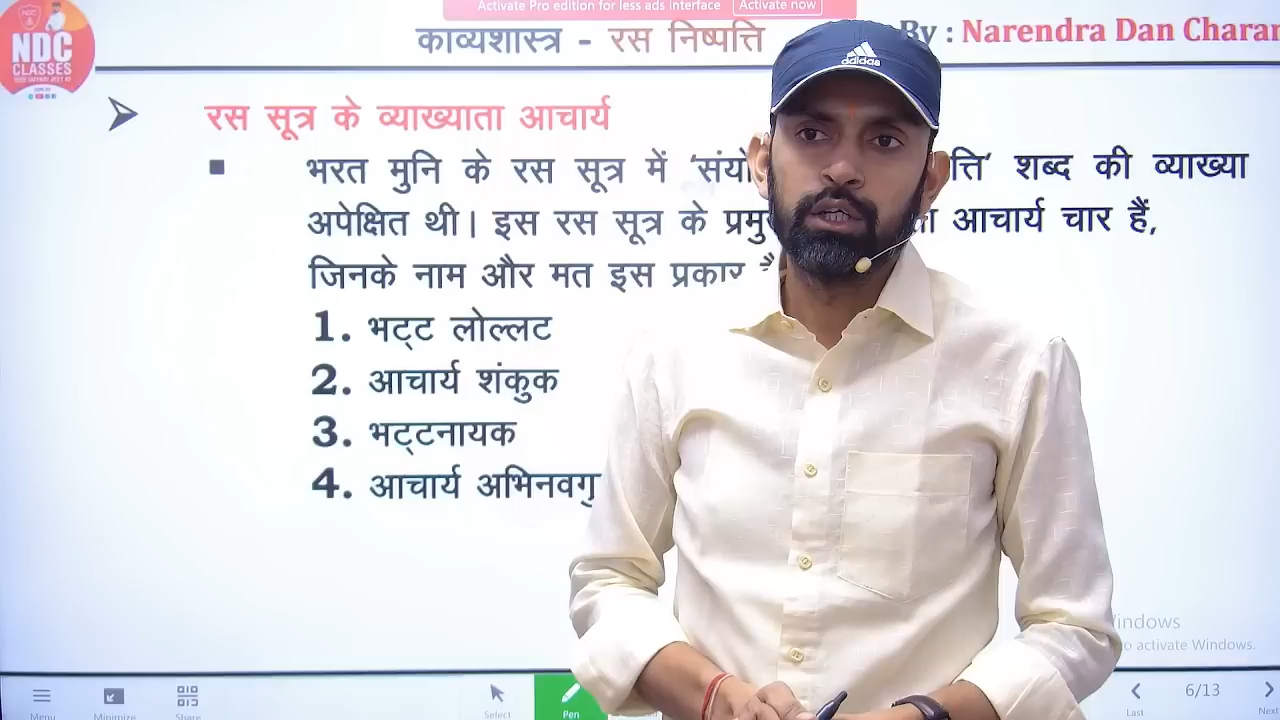 Activate Pro edition for less ads interface Activate now
NDC
CLASSES
काव्यशास्त्र - रस निष्पत्ति By : Narendra Dan Charan
रस सूत्र के व्याख्याता आचार्य
भरत मुनि के रस सूत्र में ‘संयो त्ति’ शब्द की व्याख्या
अपेक्षित थी। इस रस सूत्र के प्रमु आचार्य चार हैं,
जिनके नाम और मत इस प्रकार
1. भट्ट लोल्लट
2. आचार्य शंकुक
3. भट्टनायक
4. आचार्य अभिनवगु
adidas
Windows
o activate Windows.
Menu Minimize Share Select Pen Last 6/13 Next